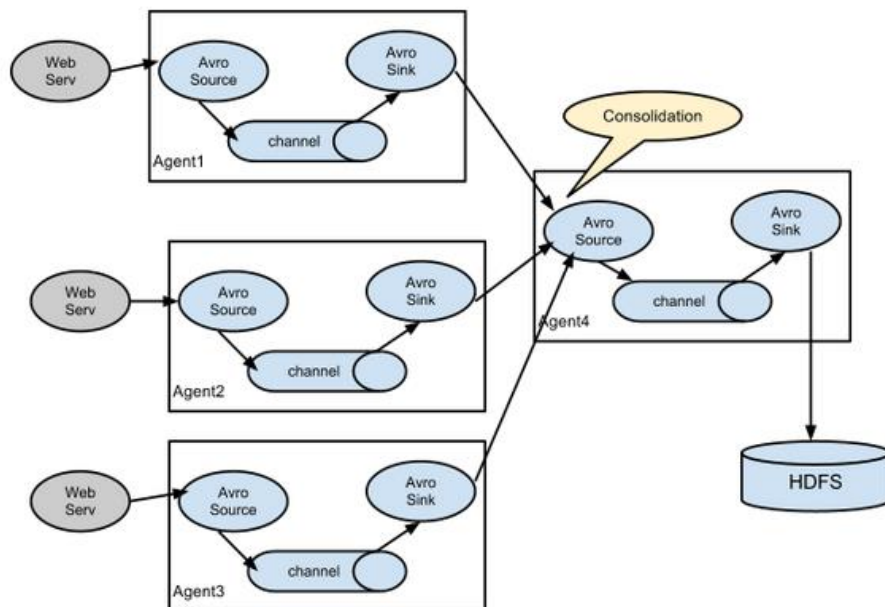 Web
Serv
Avro
Source
Avro
Sink
channel
Agent1
Consolidation
Web
Serv
Avro
Source
Avro
Sink
channel
Agent2
Avro
Source
Avro
Sink
channel
Agent4
Web
Serv
Avro
Source
Avro
Sink
channel
Agent3
HDFS